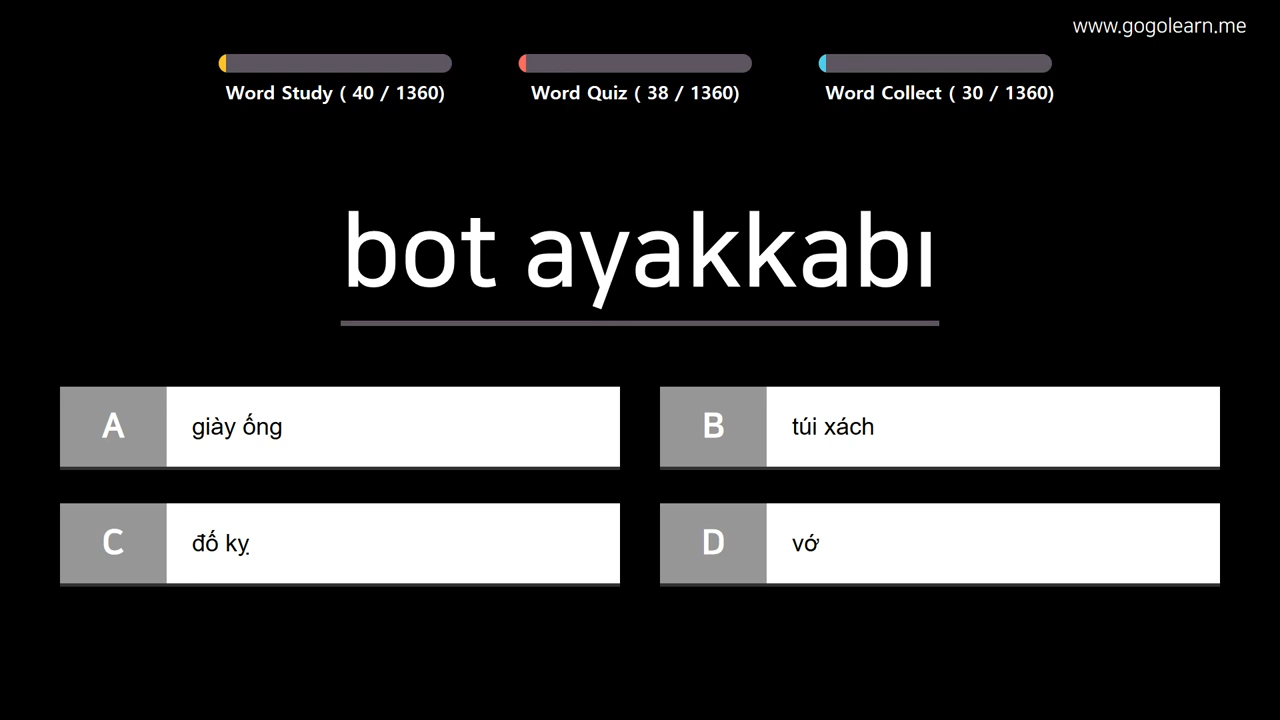 www.gogolearn.me
Word Study ( 40 / 1360)
Word Quiz ( 38 / 1360)
Word Collect ( 30 / 1360)
bot ayakkabı
A giày ống
B túi xách
C đố kỵ
D vớ